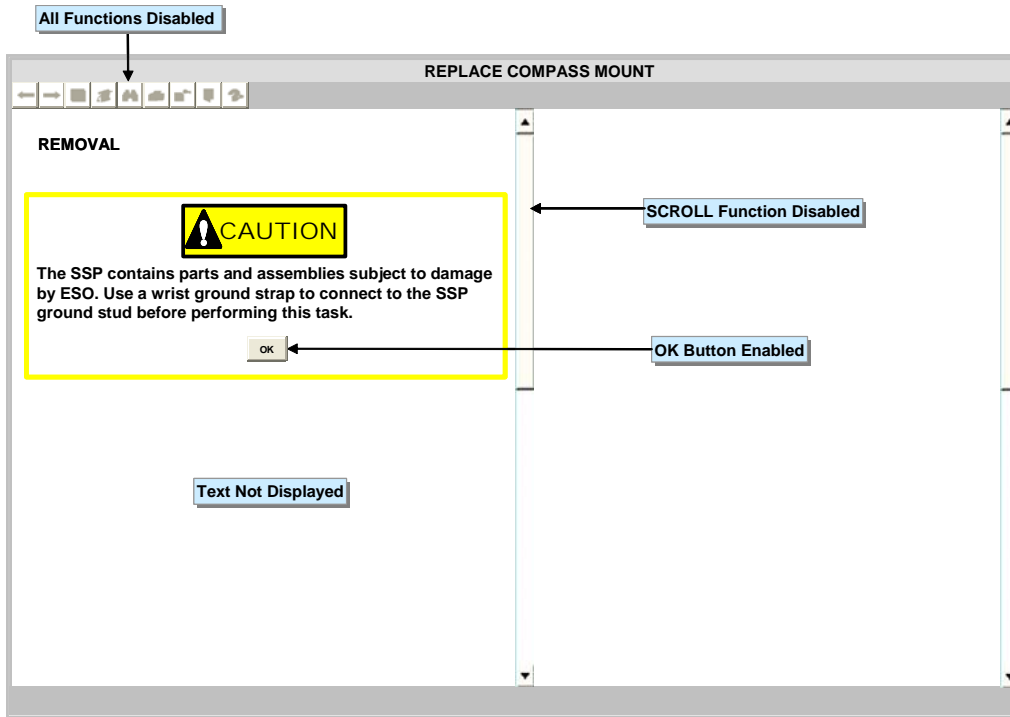 All Functions Disabled
REPLACE COMPASS MOUNT
REMOVAL
CAUTION
SCROLL Function Disabled
The SSP contains parts and assemblies subject to damage
by ESO. Use a wrist ground strap to connect to the SSP
ground stud before performing this task.
OK
OK Button Enabled
Text Not Displayed